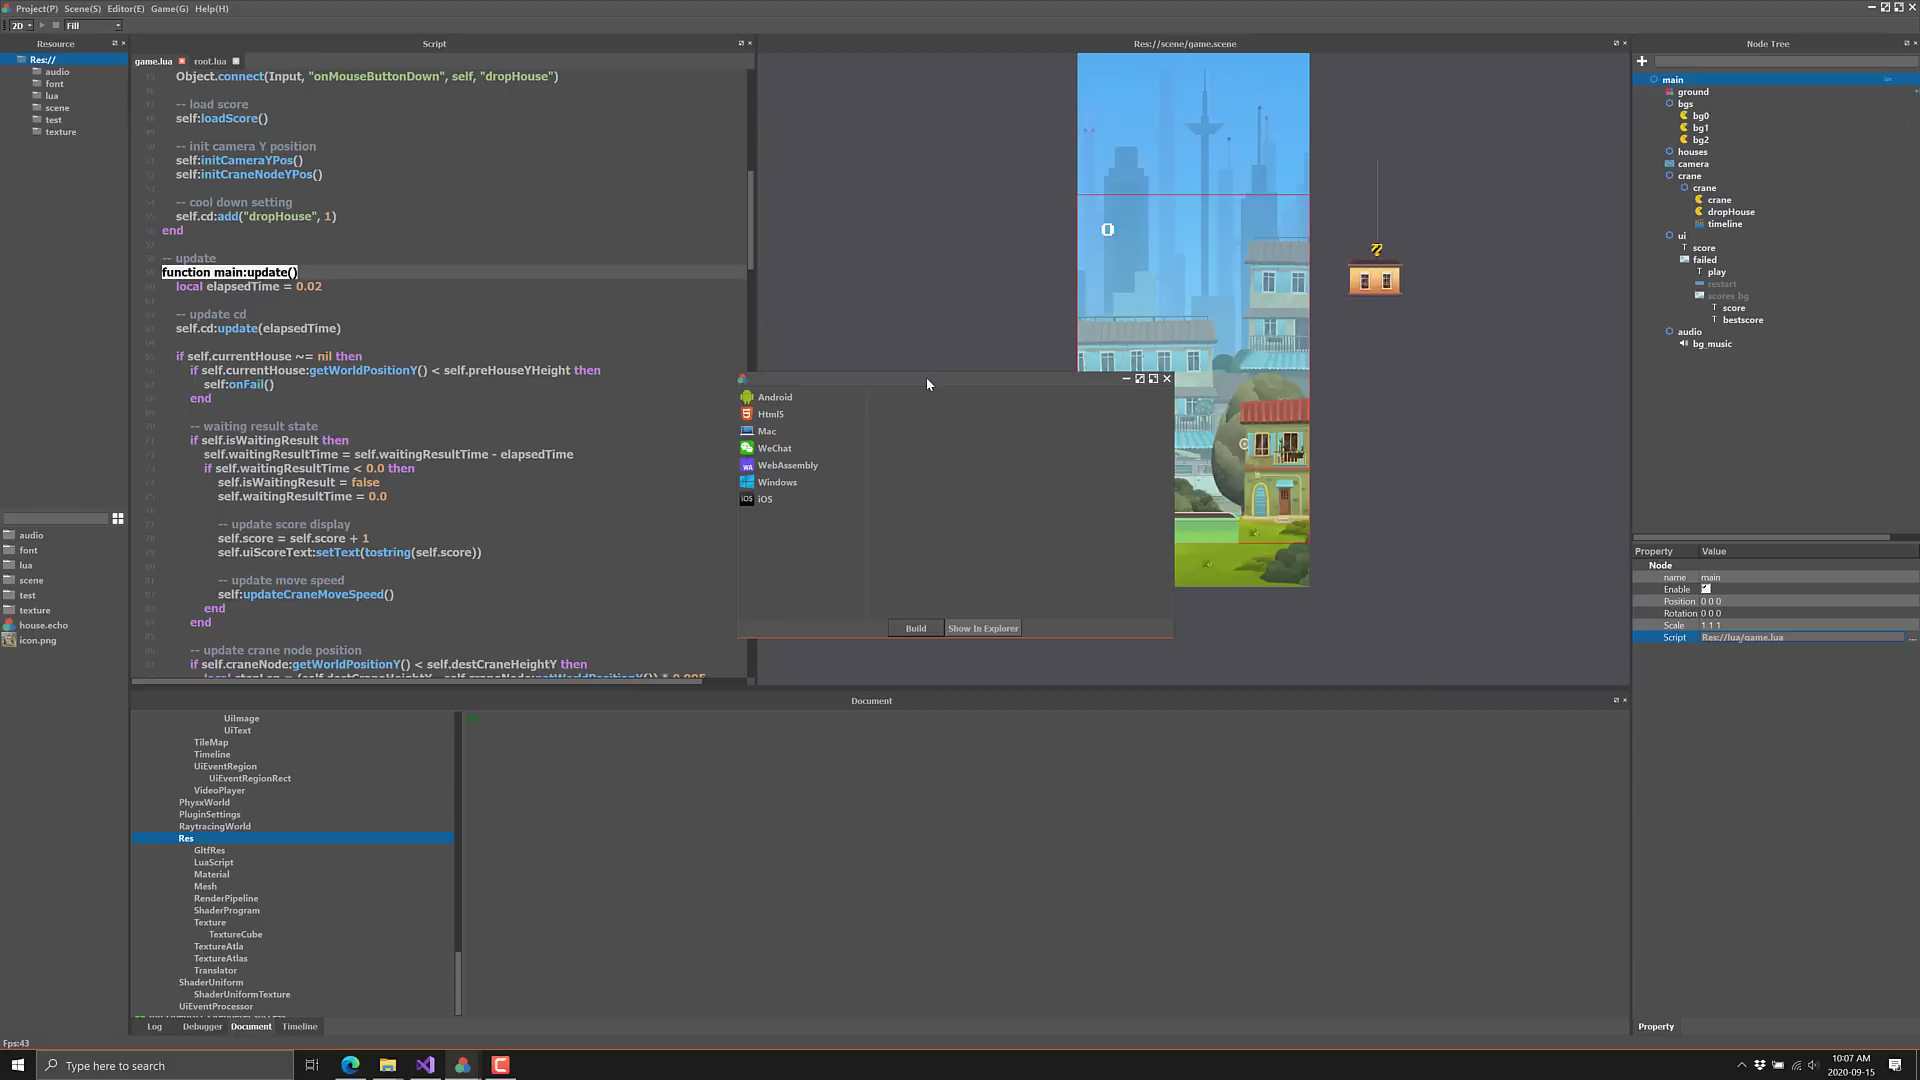 Project(P) Scene(S) Editor(E) Game(G) Help(H)
2D Fill
Resource
Res://
audio
font
lua
scene
test
texture
audio
font
lua
scene
test
texture
house.echo
icon.png
Script
game.lua root.lua
Object.connect(Input, "onMouseButtonDown", self, "dropHouse")
-- load score
self:loadScore()
-- init camera Y position
self:initCameraYPos()
self:initCraneNodeYPos()
-- cool down setting
self.cd:add("dropHouse", 1)
end
-- update
function main:update()
local elapsedTime = 0.02
-- update cd
self.cd:update(elapsedTime)
if self.currentHouse ~= nil then
if self.currentHouse:getWorldPositionY() < self.preHouseYHeight then
self:onFail()
end
-- waiting result state
if self.isWaitingResult then
self.waitingResultTime = self.waitingResultTime - elapsedTime
if self.waitingResultTime < 0.0 then
self.isWaitingResult = false
self.waitingResultTime = 0.0
-- update score display
self.score = self.score + 1
self.uiScoreText:setText(tostring(self.score))
-- update move speed
self:updateCraneMoveSpeed()
end
end
-- update crane node position
if self.craneNode:getWorldPositionY() < self.destCraneHeightY then
Res://scene/game.scene
0
Android
Html5
Mac
WeChat
WebAssembly
Windows
iOS
Build Show In Explorer
Node Tree
main
ground
bgs
bg0
bg1
bg2
houses
camera
crane
crane
crane
dropHouse
timeline
ui
score
failed
play
restart
scores_bg
score
bestscore
audio
bg_music
Property Value
Node
name main
Enable
Position 0 0 0
Rotation 0 0 0
Scale 1 1 1
Script Res://lua/game.lua ...
Property
Document
UiImage
UiText
TileMap
Timeline
UiEventRegion
UiEventRegionRect
VideoPlayer
PhysxWorld
PluginSettings
RaytracingWorld
Res
GltfRes
LuaScript
Material
Mesh
RenderPipeline
ShaderProgram
Texture
TextureCube
TextureAtla
TextureAtlas
Translator
ShaderUniform
ShaderUniformTexture
UiEventProcessor
Log Debugger Document Timeline
Fps:43
Type here to search
10:07 AM
2020-09-15